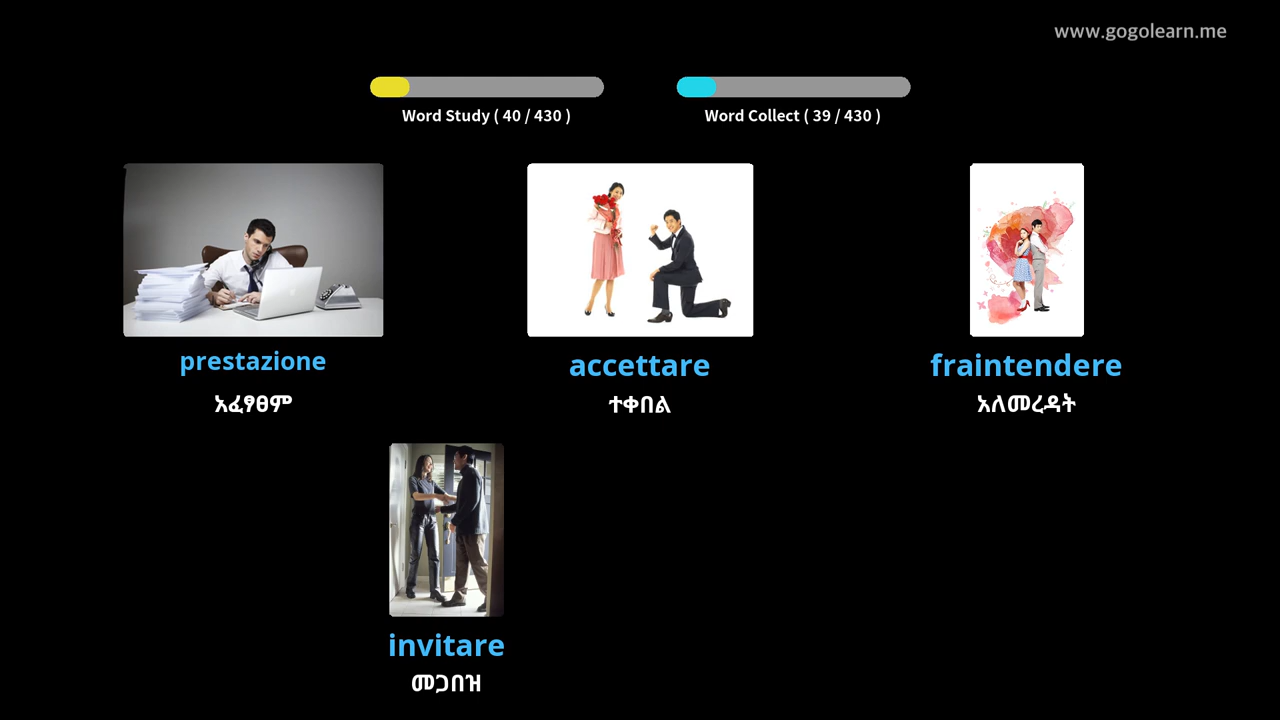 www.gogolearn.me
Word Study ( 40 / 430 )
Word Collect ( 39 / 430 )
prestazione
accettare
fraintendere
አፈፃፀም
ተቀበል
አለመረዳት
invitare
መጋበዝ